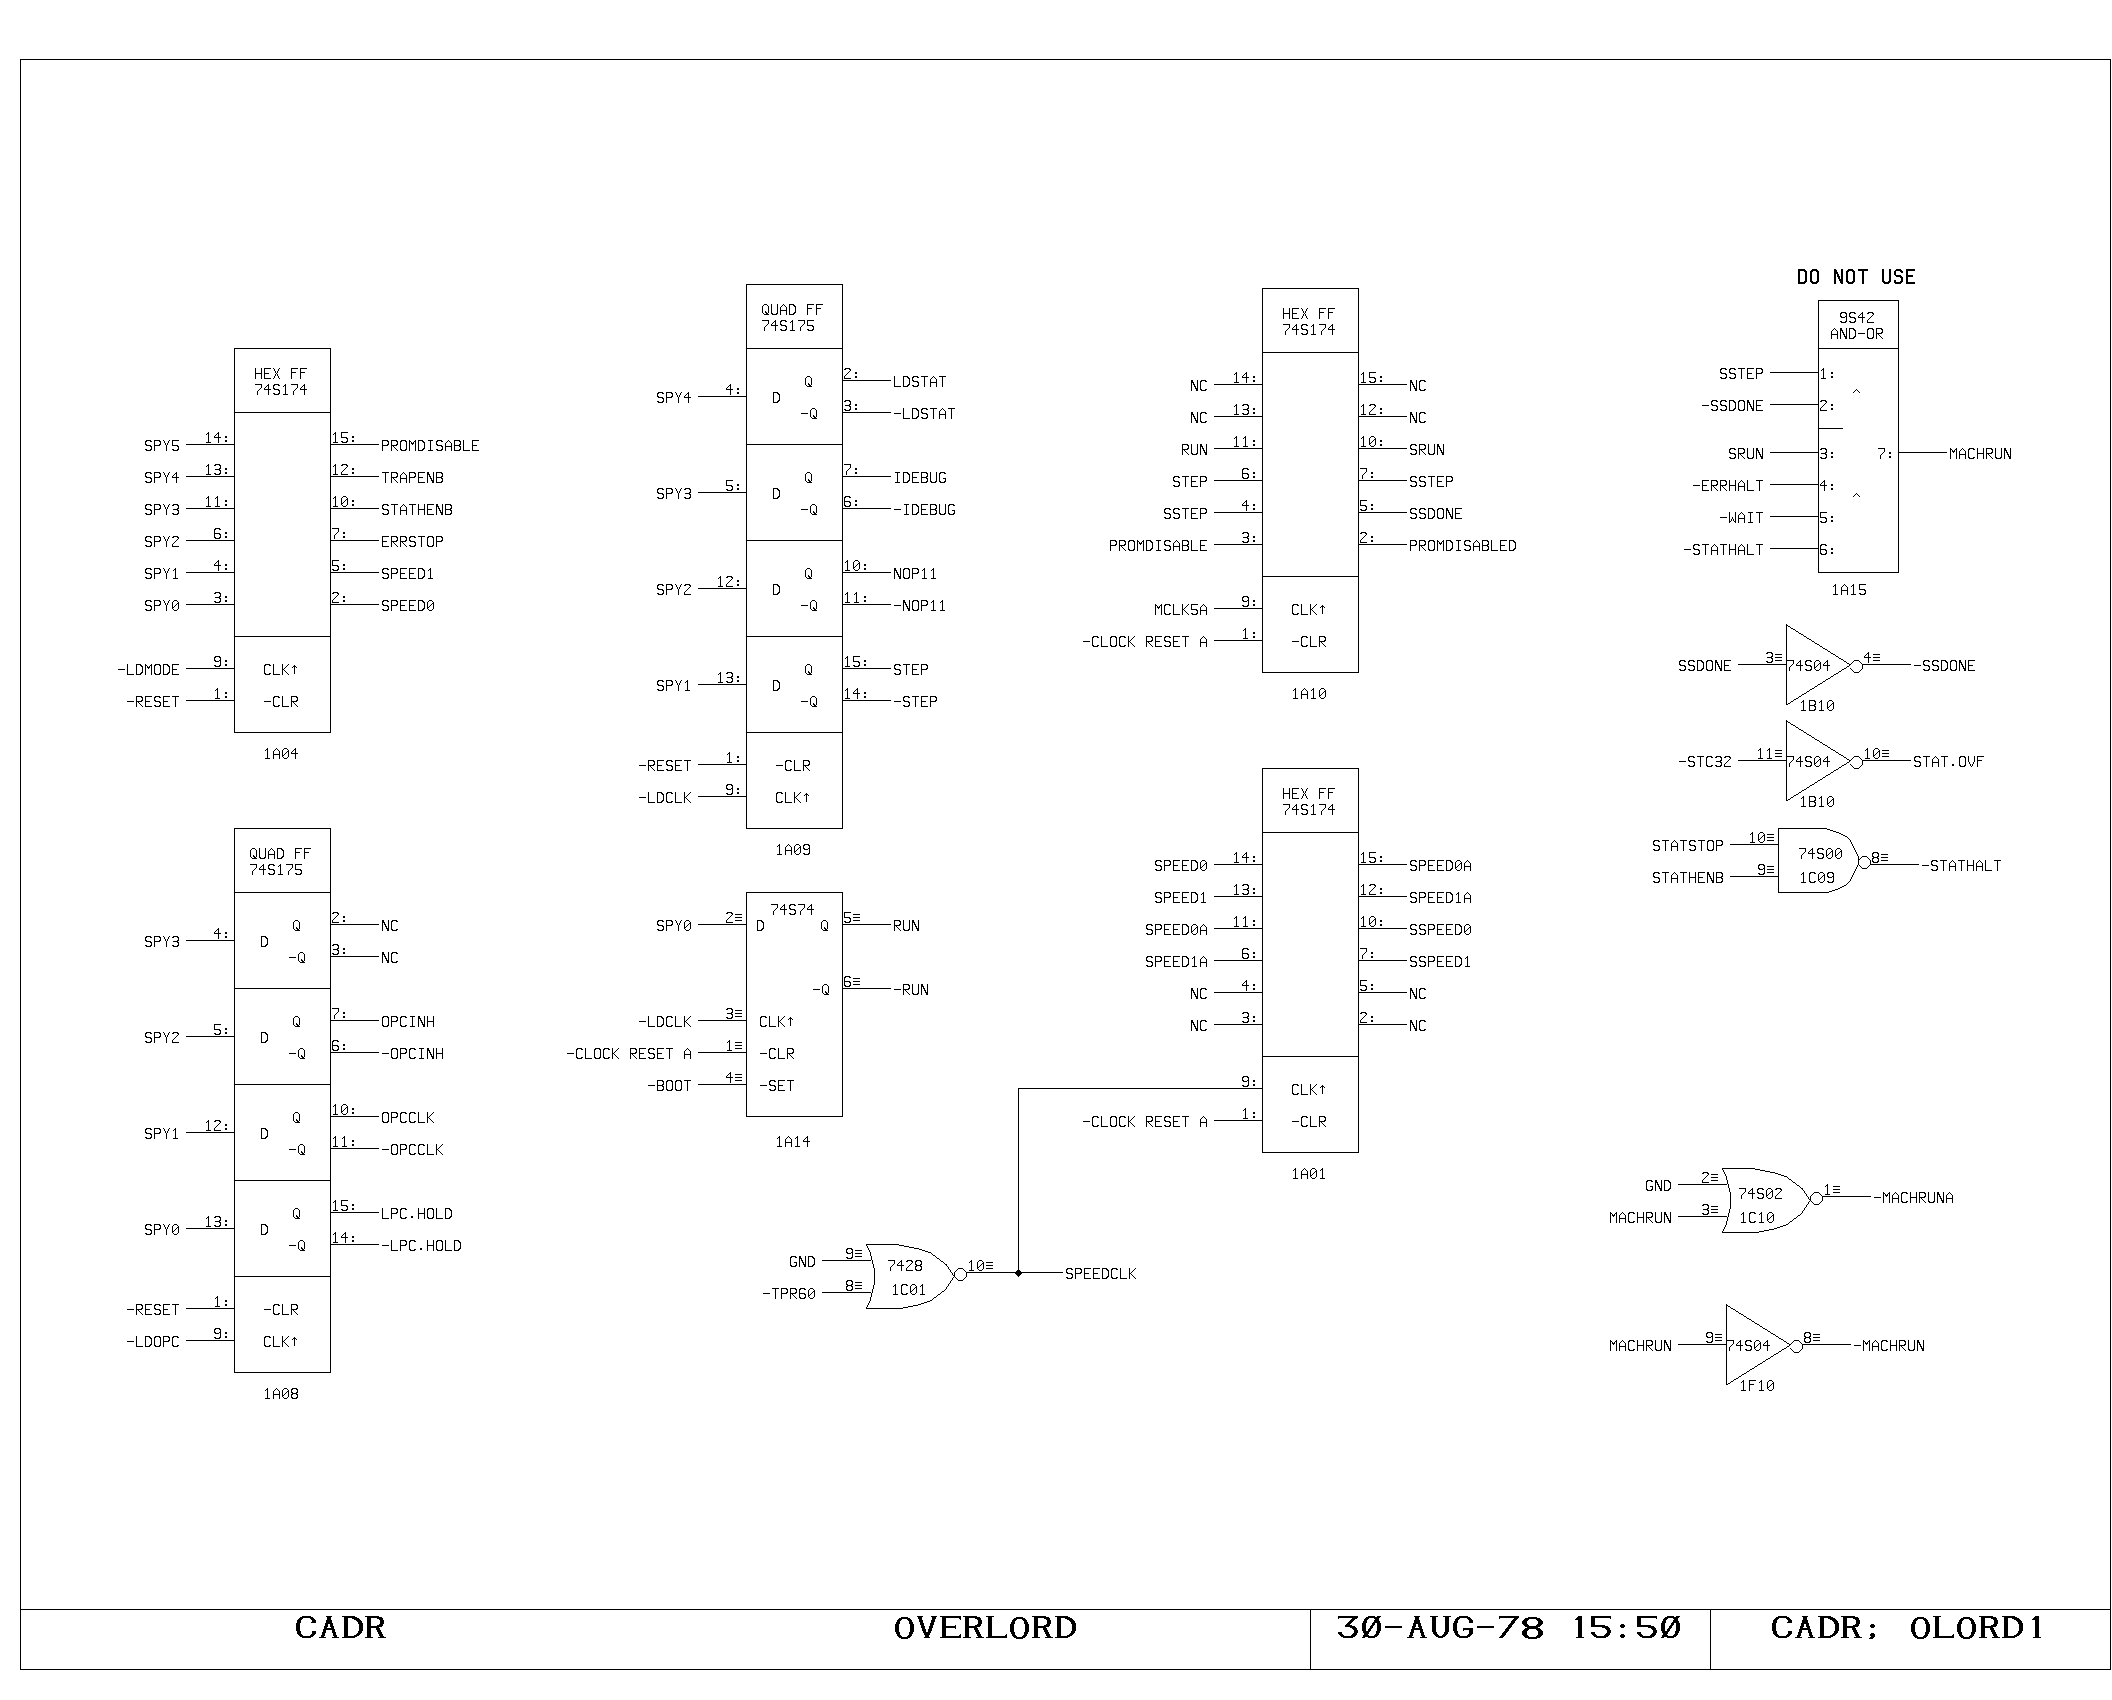 HEX FF
74S174
SPY5 14: 15: PROMDISABLE
SPY4 13: 12: TRAPENB
SPY3 11: 10: STATHENB
SPY2 6: 7: ERRSTOP
SPY1 4: 5: SPEED1
SPY0 3: 2: SPEED0
-LDMODE 9: CLK↑
-RESET 1: -CLR
1A04
QUAD FF
74S175
SPY3 4: D Q 2: NC
-Q 3: NC
SPY2 5: D Q 7: OPCINH
-Q 6: -OPCINH
SPY1 12: D Q 10: OPCCLK
-Q 11: -OPCCLK
SPY0 13: D Q 15: LPC.HOLD
-Q 14: -LPC.HOLD
-RESET 1: -CLR
-LDOPC 9: CLK↑
1A08
QUAD FF
74S175
SPY4 4: D Q 2: LDSTAT
-Q 3: -LDSTAT
SPY3 5: D Q 7: IDEBUG
-Q 6: -IDEBUG
SPY2 12: D Q 10: NOP11
-Q 11: -NOP11
SPY1 13: D Q 15: STEP
-Q 14: -STEP
-RESET 1: -CLR
-LDCLK 9: CLK↑
1A09
74S74
SPY0 2≡ D Q 5≡ RUN
-Q 6≡ -RUN
-LDCLK 3≡ CLK↑
-CLOCK RESET A 1≡ -CLR
-BOOT 4≡ -SET
1A14
GND 9≡ 7428 10≡ SPEEDCLK
-TPR60 8≡ 1C01
HEX FF
74S174
NC 14: 15: NC
NC 13: 12: NC
RUN 11: 10: SRUN
STEP 6: 7: SSTEP
SSTEP 4: 5: SSDONE
PROMDISABLE 3: 2: PROMDISABLED
MCLK5A 9: CLK↑
-CLOCK RESET A 1: -CLR
1A10
HEX FF
74S174
SPEED0 14: 15: SPEED0A
SPEED1 13: 12: SPEED1A
SPEED0A 11: 10: SSPEED0
SPEED1A 6: 7: SSPEED1
NC 4: 5: NC
NC 3: 2: NC
9: CLK↑
-CLOCK RESET A 1: -CLR
1A01
DO NOT USE
9S42
AND-OR
SSTEP 1: ^
-SSDONE 2:
SRUN 3: 7: MACHRUN
-ERRHALT 4: ^
-WAIT 5:
-STATHALT 6:
1A15
SSDONE 3≡ 74S04 4≡ -SSDONE
1B10
-STC32 11≡ 74S04 10≡ STAT.OVF
1B10
STATSTOP 10≡ 74S00 8≡ -STATHALT
STATHENB 9≡ 1C09
GND 2≡ 74S02 1≡ -MACHRUNA
MACHRUN 3≡ 1C10
MACHRUN 9≡ 74S04 8≡ -MACHRUN
1F10
CADR OVERLORD 30-AUG-78 15:50 CADR; OLORD1